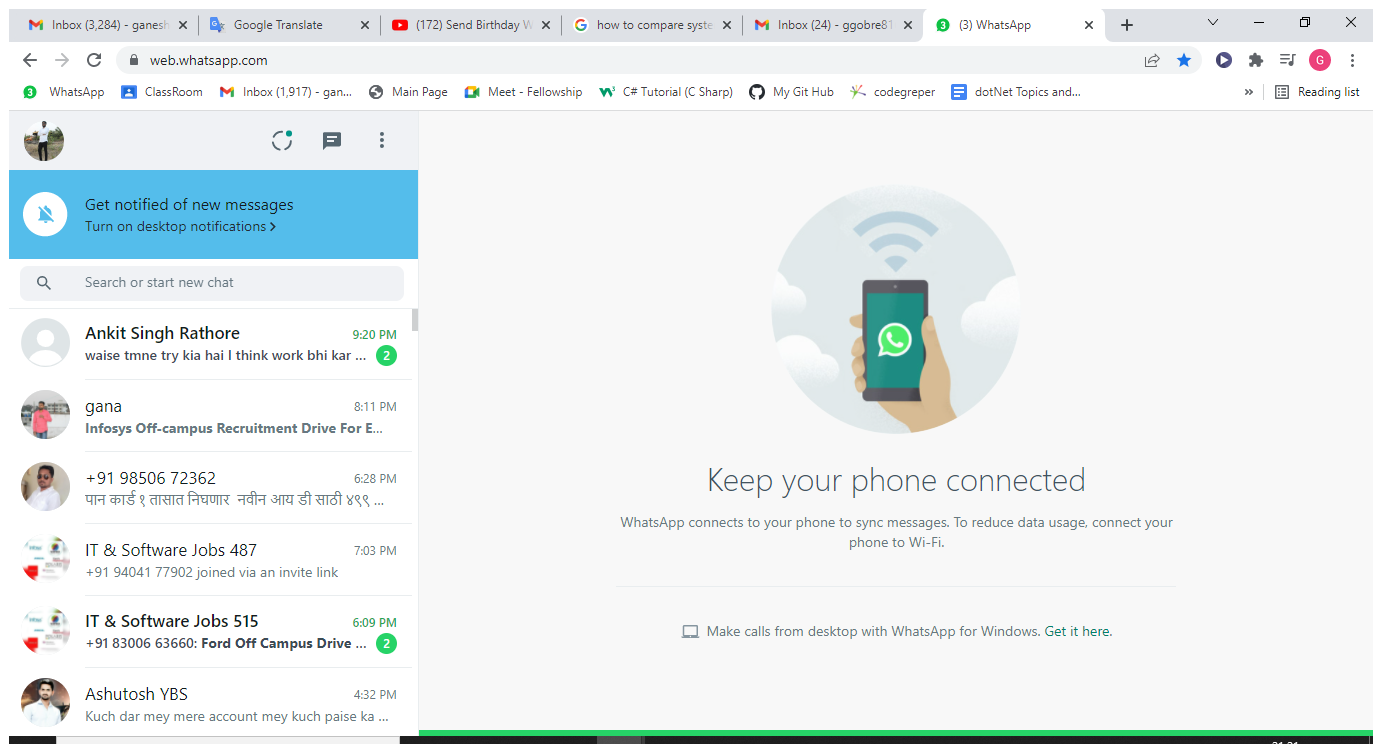 Inbox (3,284) - ganesh
Google Translate
(172) Send Birthday W
how to compare syste
Inbox (24) - ggobre81
3
(3) WhatsApp
web.whatsapp.com
G
3
WhatsApp
ClassRoom
Inbox (1,917) - gan...
Main Page
Meet - Fellowship
C# Tutorial (C Sharp)
My Git Hub
codegreper
dotNet Topics and...
»
Reading list
Get notified of new messages
Turn on desktop notifications >
Search or start new chat
Ankit Singh Rathore 9:20 PM
waise tmne try kia hai I think work bhi kar ... 2
gana 8:11 PM
Infosys Off-campus Recruitment Drive For E...
+91 98506 72362 6:28 PM
पान कार्ड १ तासात निघणार नवीन आय डी साठी ४९९ ...
IT & Software Jobs 487 7:03 PM
+91 94041 77902 joined via an invite link
IT & Software Jobs 515 6:09 PM
+91 83006 63660: Ford Off Campus Drive ... 2
Ashutosh YBS 4:32 PM
Kuch dar mey mere account mey kuch paise ka ...
Keep your phone connected
WhatsApp connects to your phone to sync messages. To reduce data usage, connect your
phone to Wi-Fi.
Make calls from desktop with WhatsApp for Windows. Get it here.